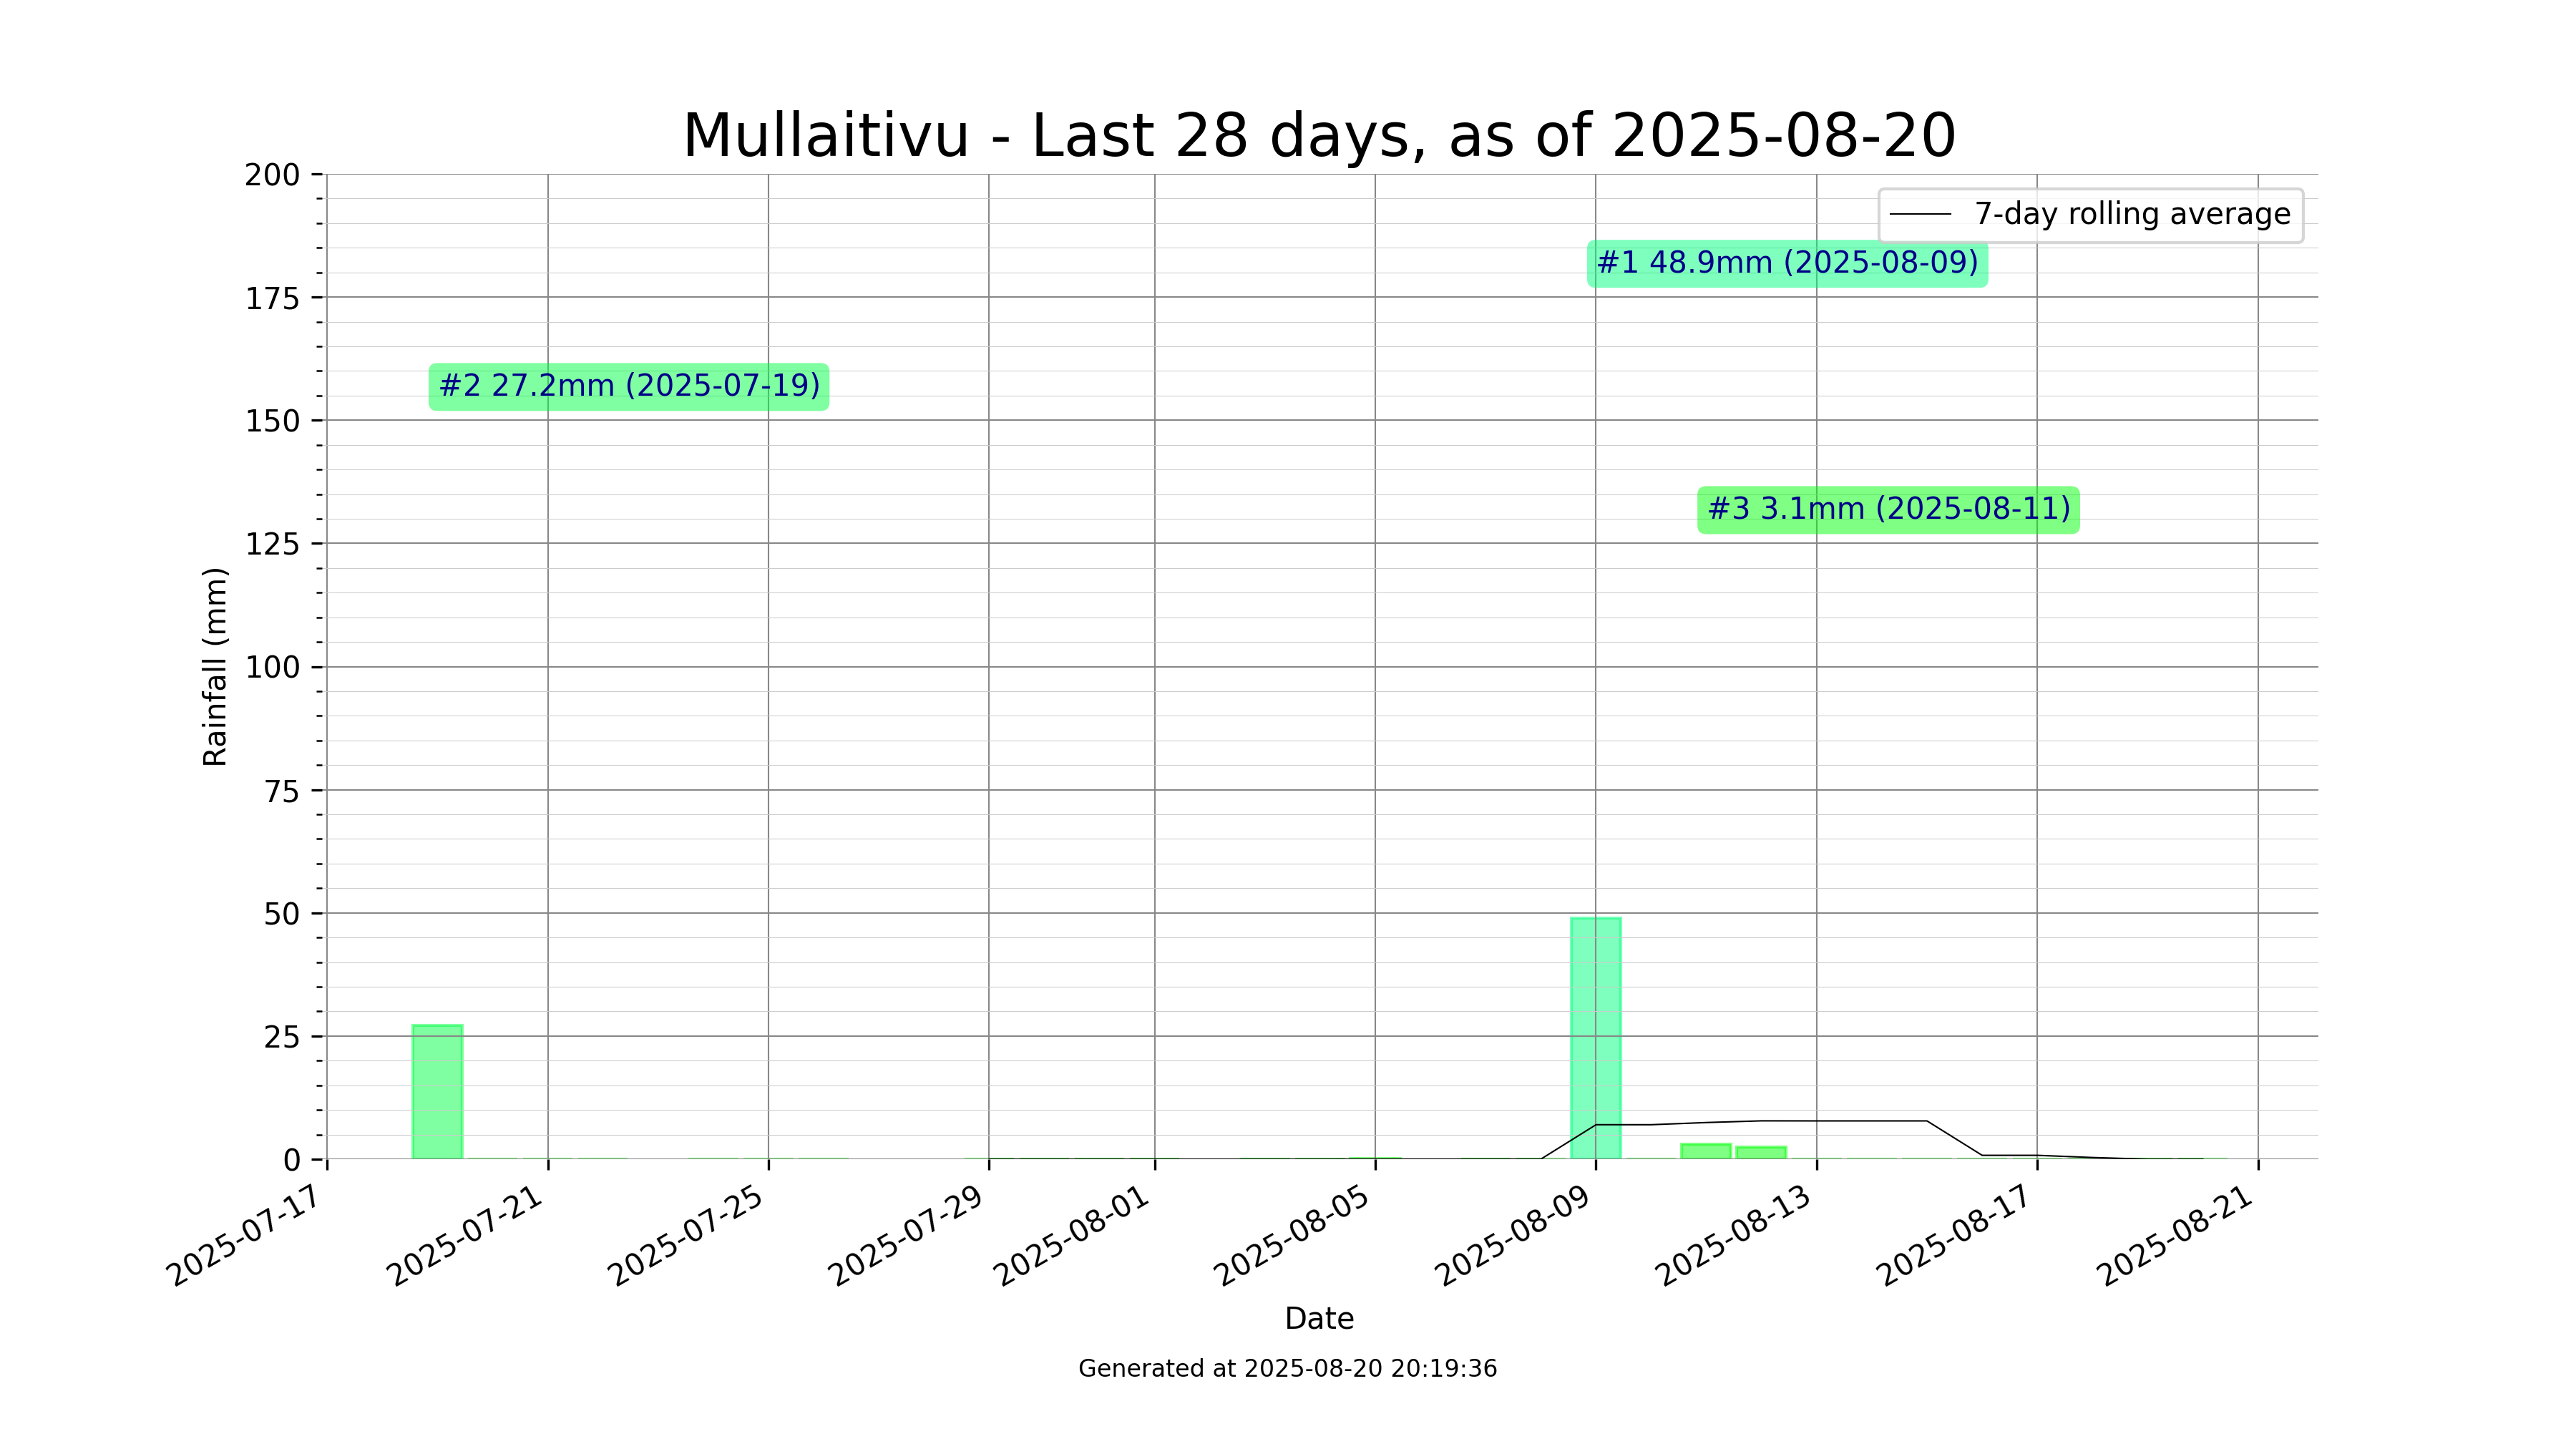 Mullaitivu - Last 28 days, as of 2025-08-20
7-day rolling average
#1 48.9mm (2025-08-09)
#2 27.2mm (2025-07-19)
#3 3.1mm (2025-08-11)
Rainfall (mm)
200
175
150
125
100
75
50
25
0
2025-07-17
2025-07-21
2025-07-25
2025-07-29
2025-08-01
2025-08-05
2025-08-09
2025-08-13
2025-08-17
2025-08-21
Date
Generated at 2025-08-20 20:19:36